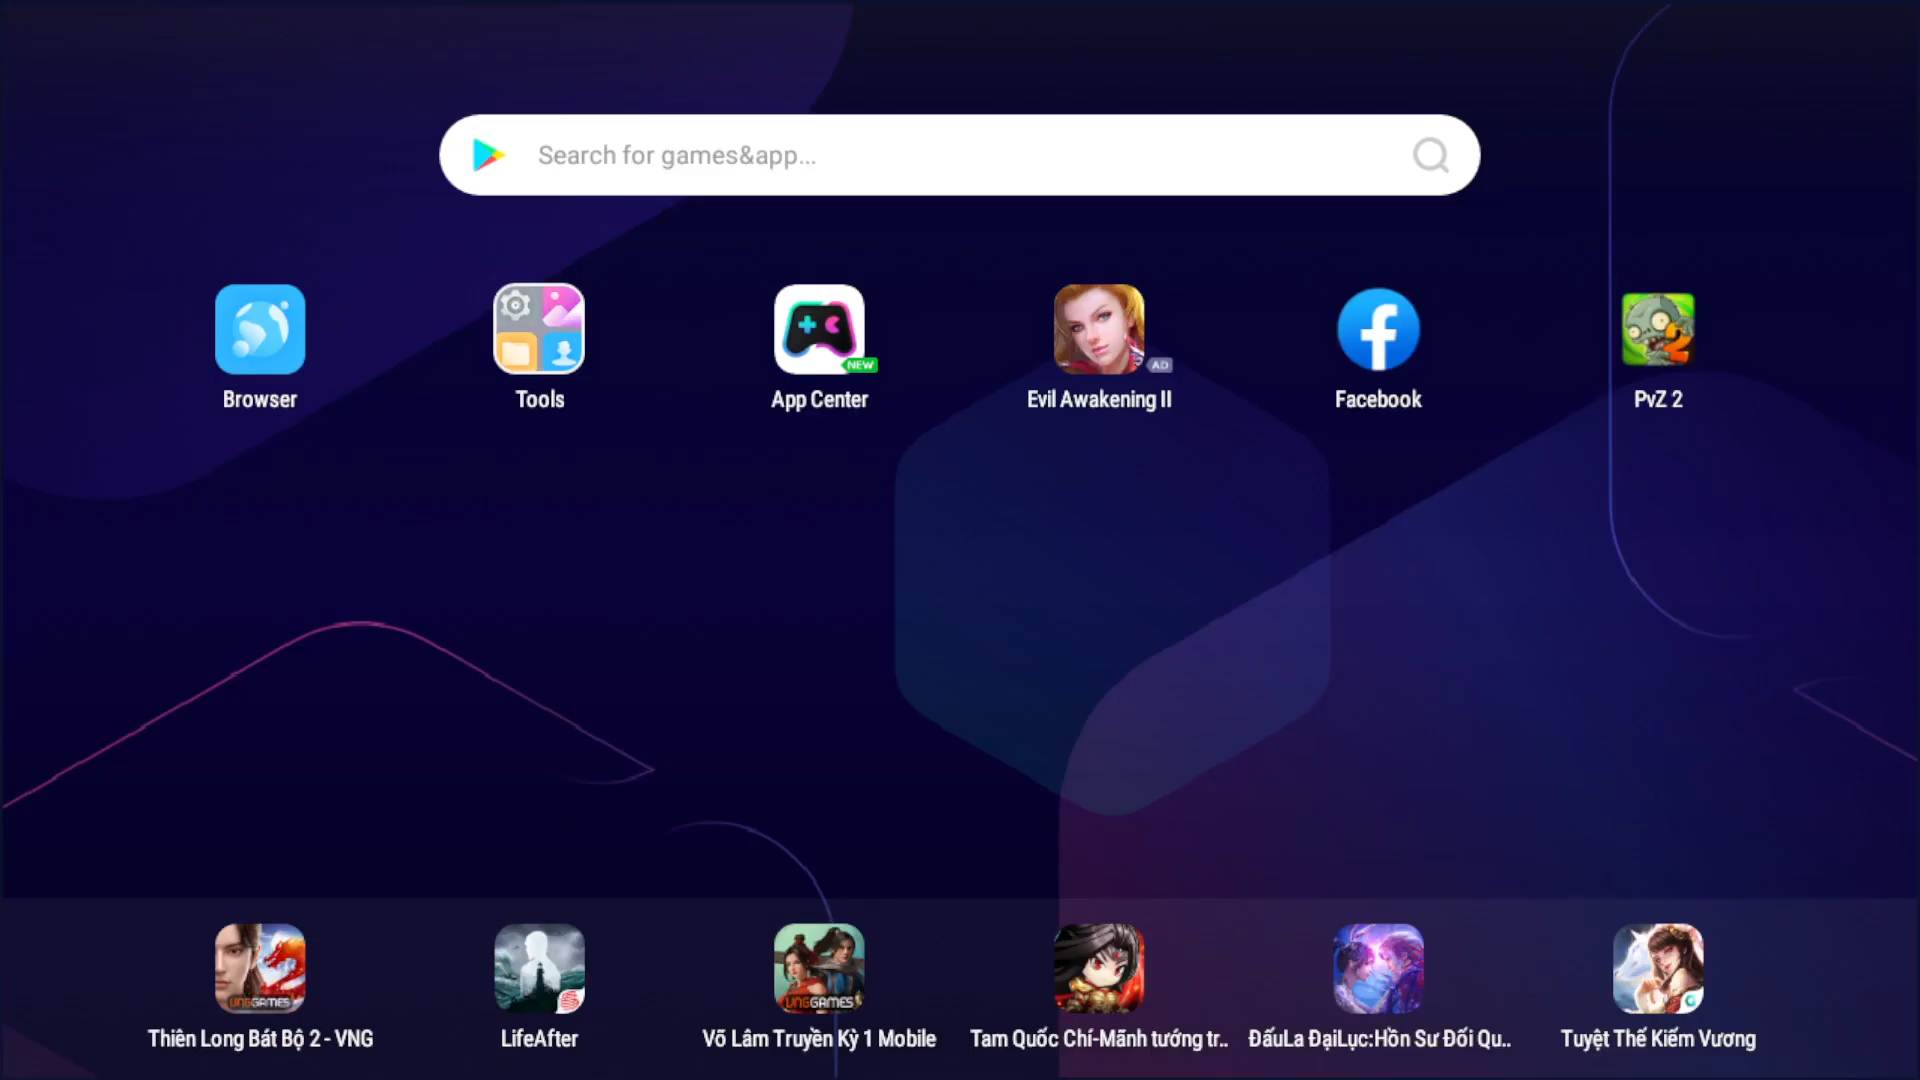 Search for games&app...
NEW
AD
Browser
Tools
App Center
Evil Awakening II
Facebook
PvZ 2
VNGGAMES
VNGGAMES
Thiên Long Bát Bộ 2 - VNG
LifeAfter
Võ Lâm Truyền Kỳ 1 Mobile
Tam Quốc Chí-Mãnh tướng tr..
ĐấuLa ĐạiLục:Hồn Sư Đối Qu..
Tuyệt Thế Kiếm Vương